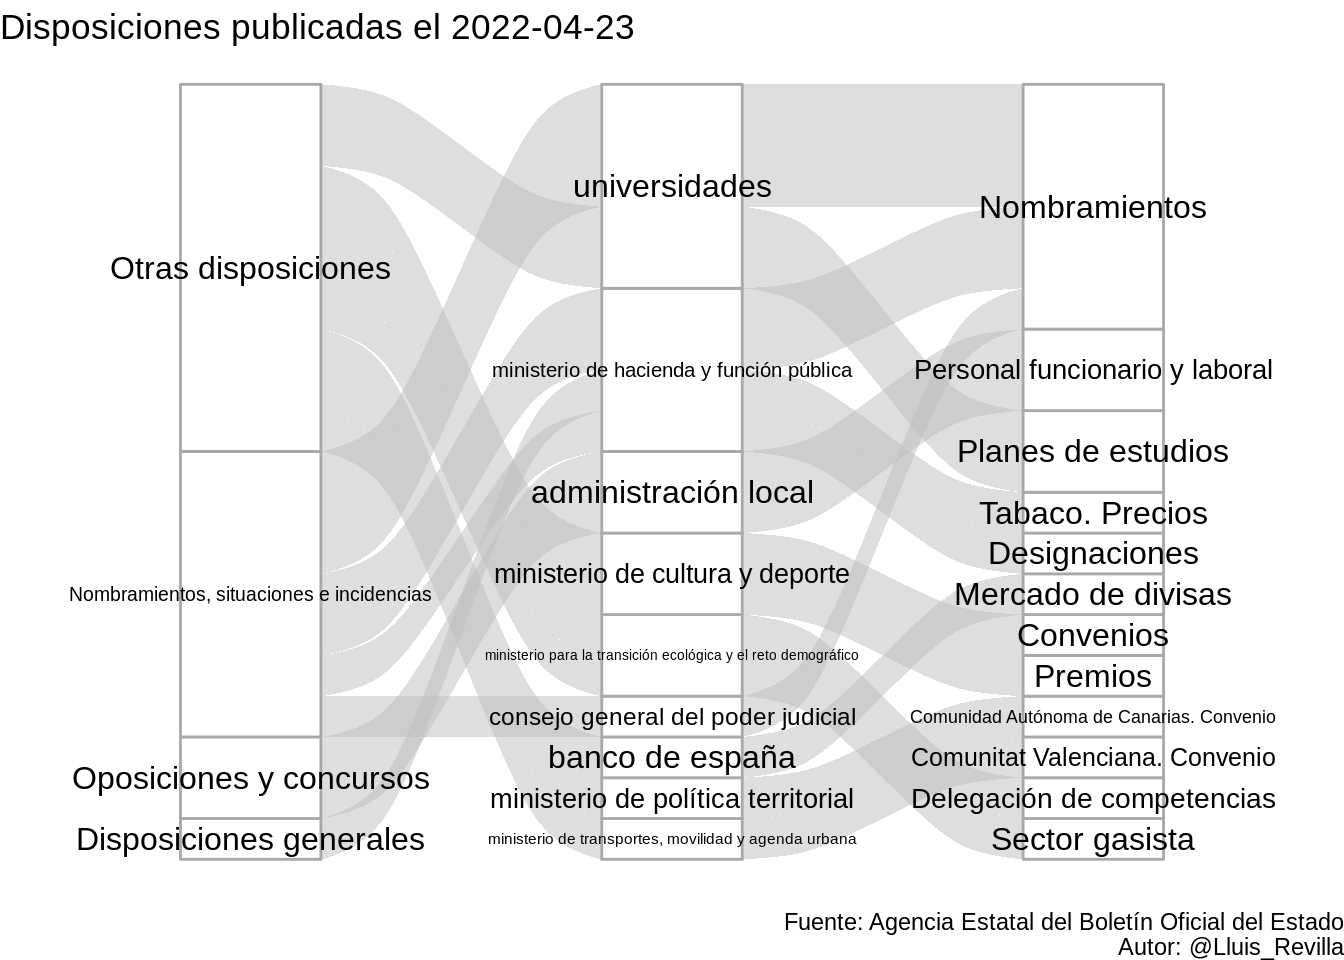 Disposiciones publicadas el 2022-04-23
Otras disposiciones
Nombramientos, situaciones e incidencias
Oposiciones y concursos
Disposiciones generales
universidades
ministerio de hacienda y función pública
administración local
ministerio de cultura y deporte
ministerio para la transición ecológica y el reto demográfico
consejo general del poder judicial
banco de españa
ministerio de política territorial
ministerio de transportes, movilidad y agenda urbana
Nombramientos
Personal funcionario y laboral
Planes de estudios
Tabaco. Precios
Designaciones
Mercado de divisas
Convenios
Premios
Comunidad Autónoma de Canarias. Convenio
Comunitat Valenciana. Convenio
Delegación de competencias
Sector gasista
Fuente: Agencia Estatal del Boletín Oficial del Estado
Autor: @Lluis_Revilla